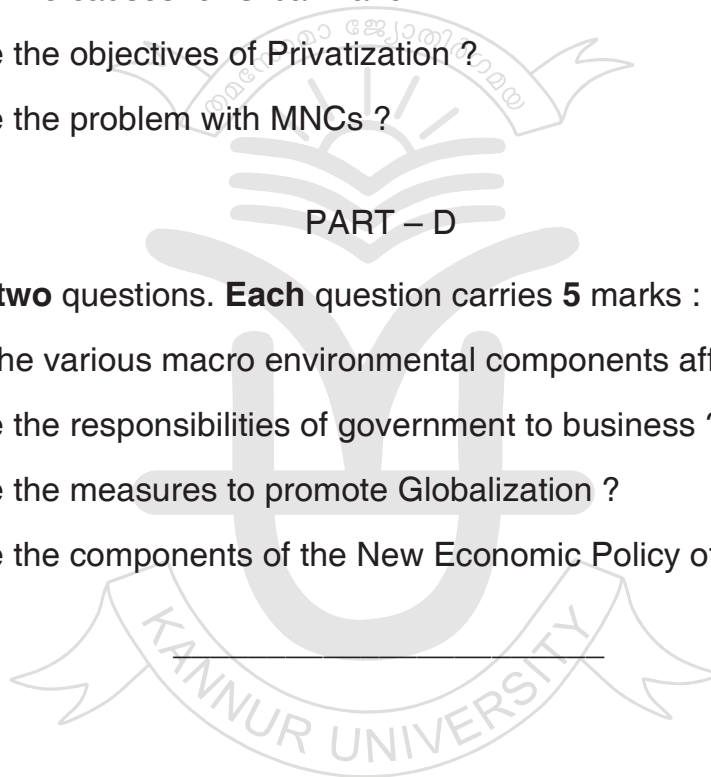 e the objectives of Privatization ?
e the problem with MNCs ?
PART – D
two questions. Each question carries 5 marks :
he various macro environmental components aff
e the responsibilities of government to business ?
e the measures to promote Globalization ?
e the components of the New Economic Policy of
KANNUR UNIVERSITY